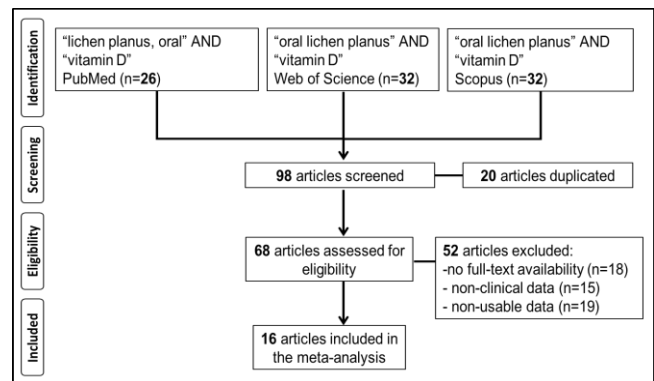 Identification
"lichen planus, oral" AND
"vitamin D"
PubMed (n=26)
"oral lichen planus" AND
"vitamin D"
Web of Science (n=32)
"oral lichen planus" AND
"vitamin D"
Scopus (n=32)
Screening
98 articles screened
20 articles duplicated
Eligibility
68 articles assessed for
eligibility
52 articles excluded:
-no full-text availability (n=18)
- non-clinical data (n=15)
- non-usable data (n=19)
Included
16 articles included in
the meta-analysis